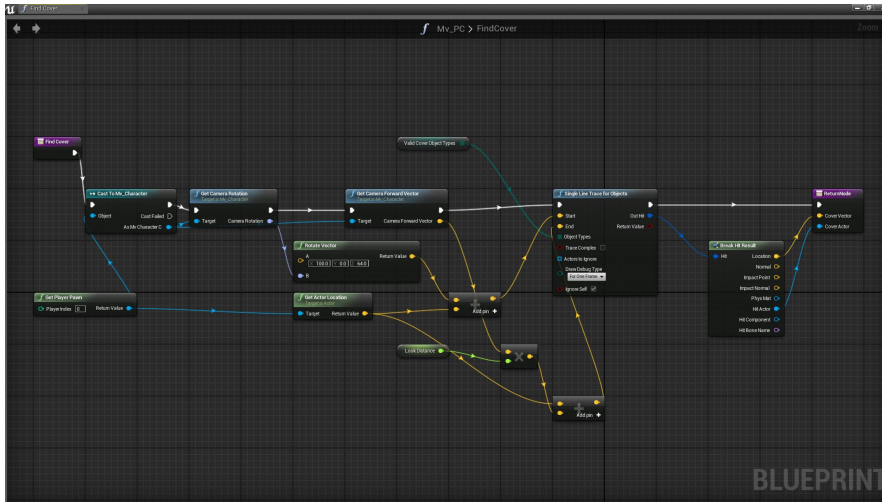 Find Cover
Mv_PC > FindCover
Zoom
Find Cover
Valid Cover Object Types
Cast To Mv_Character
Object
Cast Failed
As Mv Character C
Get Camera Rotation
Target is Mv_Character
Target
Camera Rotation
Get Camera Forward Vector
Target is Mv_Character
Target
Camera Forward Vector
Single Line Trace for Objects
Start
Out Hit
End
Return Value
Object Types
Trace Complex
Actors to Ignore
Draw Debug Type
For One Frame
Ignore Self
ReturnNode
Cover Vector
Cover Actor
Rotate Vector
A
Return Value
X 100.0 Y 0.0 Z 64.0
B
Break Hit Result
Hit
Location
Normal
Impact Point
Impact Normal
Phys Mat
Hit Actor
Hit Component
Hit Bone Name
Get Player Pawn
Player Index 0
Return Value
Get Actor Location
Target is Actor
Target
Return Value
Add pin +
Look Distance
Add pin +
BLUEPRINT